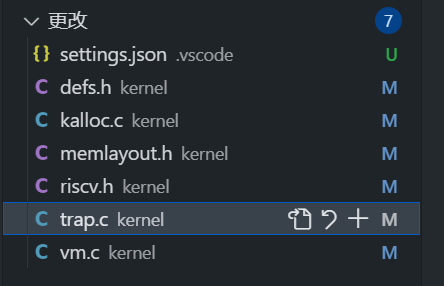 更改 7
{} settings.json .vscode U
C defs.h kernel M
C kalloc.c kernel M
C memlayout.h kernel M
C riscv.h kernel M
C trap.c kernel M
C vm.c kernel M